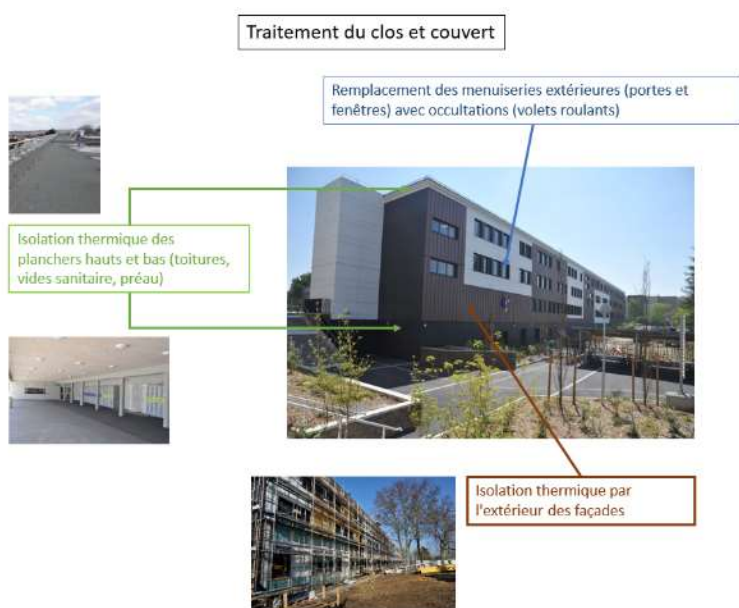 Traitement du clos et couvert
Remplacement des menuiseries extérieures (portes et
fenêtres) avec occultations (volets roulants)
Isolation thermique des
planchers hauts et bas (toitures,
vides sanitaire, préau)
Isolation thermique par
l'extérieur des façades